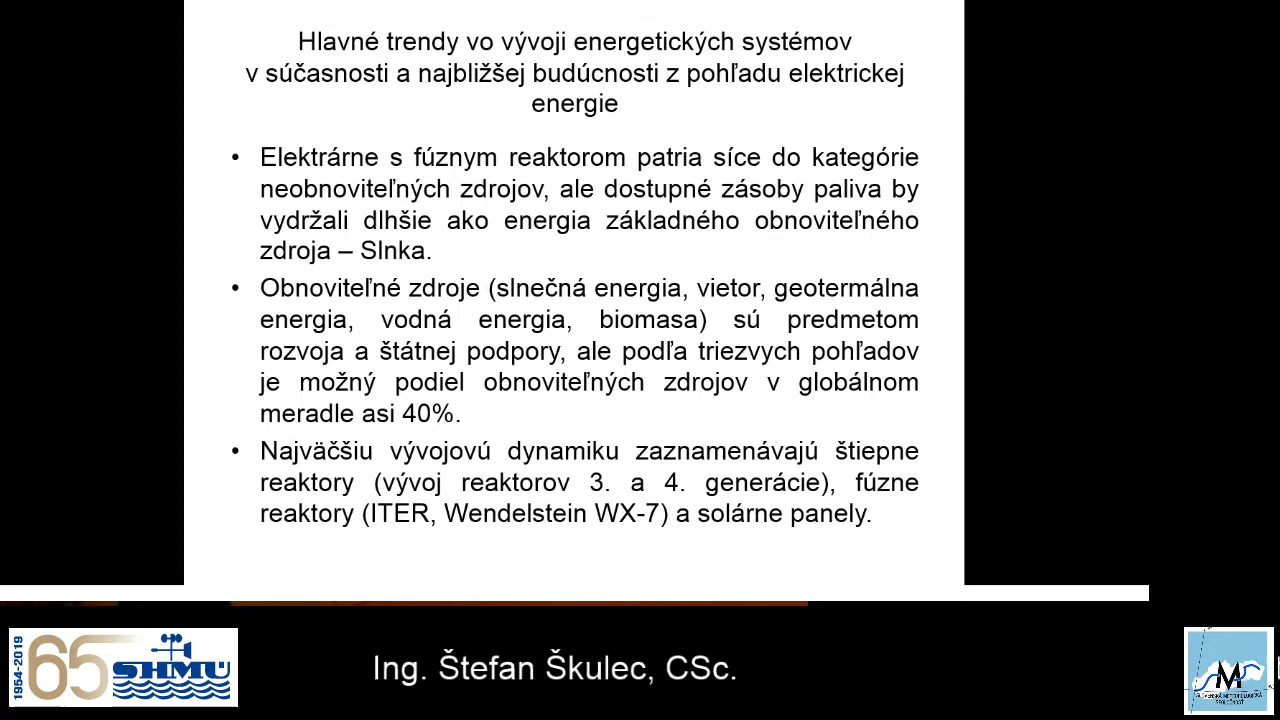 Hlavné trendy vo vývoji energetických systémov
v súčasnosti a najbližšej budúcnosti z pohľadu elektrickej
energie
• Elektrárne s fúznym reaktorom patria síce do kategórie
neobnoviteľných zdrojov, ale dostupné zásoby paliva by
vydržali dlhšie ako energia základného obnoviteľného
zdroja – Slnka.
• Obnoviteľné zdroje (slnečná energia, vietor, geotermálna
energia, vodná energia, biomasa) sú predmetom
rozvoja a štátnej podpory, ale podľa triezvych pohľadov
je možný podiel obnoviteľných zdrojov v globálnom
meradle asi 40%.
• Najväčšiu vývojovú dynamiku zaznamenávajú štiepne
reaktory (vývoj reaktorov 3. a 4. generácie), fúzne
reaktory (ITER, Wendelstein WX-7) a solárne panely.
1954-2019
65
SHMÚ
Ing. Štefan Škulec, CSc.
M
SLOVENSKÁ METEOROLOGICKÁ
SPOLOČNOSŤ